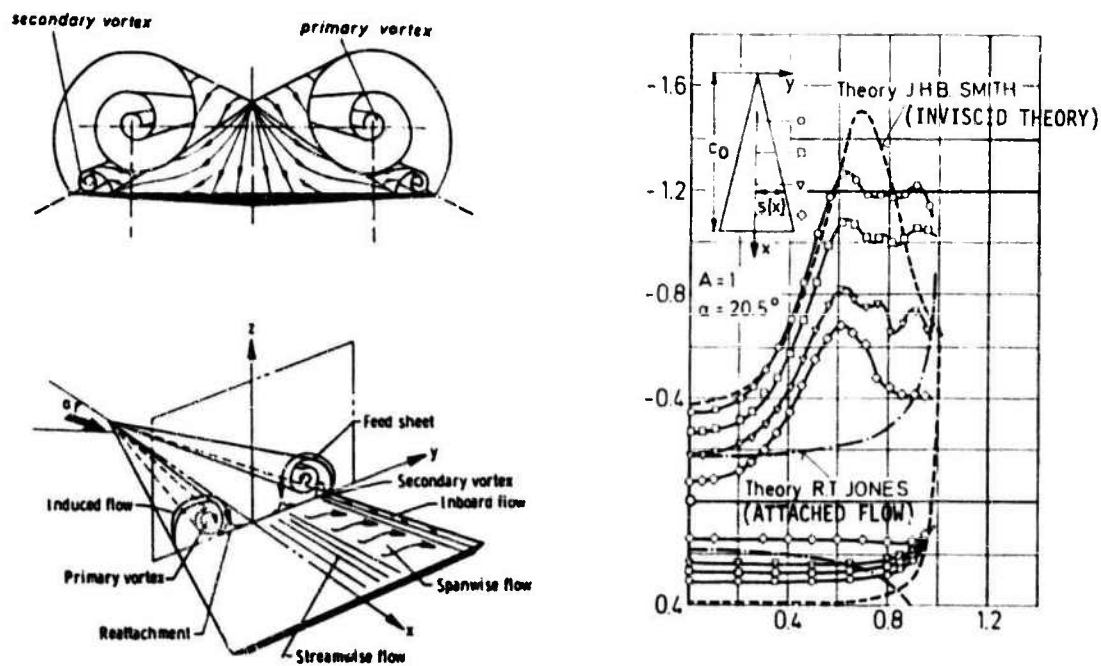 secondary vortex
primary vortex
z
Feed sheet
y
Secondary vortex
Inboard flow
Induced flow
Primary vortex
Spanwise flow
Reattachment
x
Streamwise flow
-1.6
-1.2
-0.8
-0.4
0.4
y
Theory J.H.B. SMITH
(INVISCID THEORY)
c0
s(x)
x
A = 1
α = 20.5°
Theory R.T. JONES
(ATTACHED FLOW)
0.4
0.8
1.2